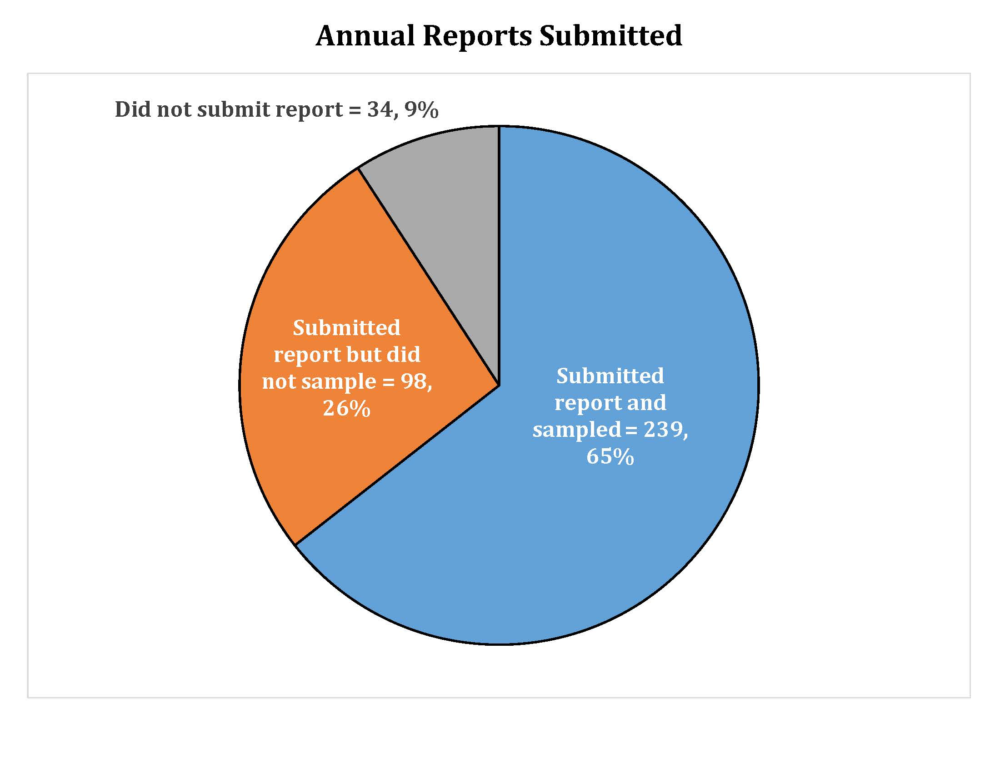 Annual Reports Submitted
Did not submit report = 34, 9%
Submitted
report but did
not sample = 98,
26%
Submitted
report and
sampled = 239,
65%